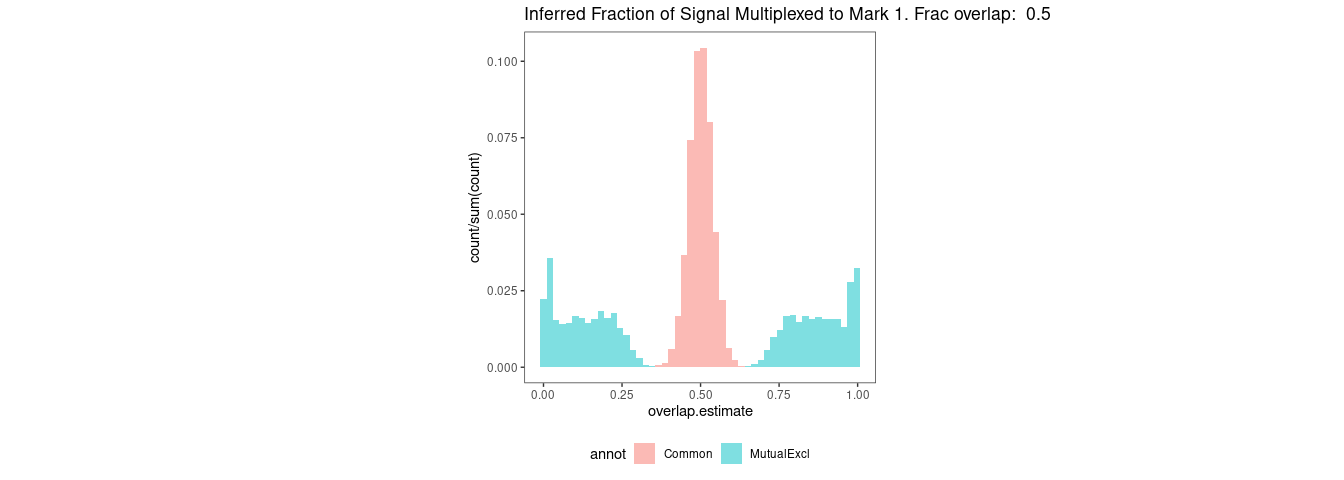 Inferred Fraction of Signal Multiplexed to Mark 1. Frac overlap:  0.5
count/sum(count)
0.100
0.075
0.050
0.025
0.000
0.00 0.25 0.50 0.75 1.00
overlap.estimate
annot Common MutualExcl